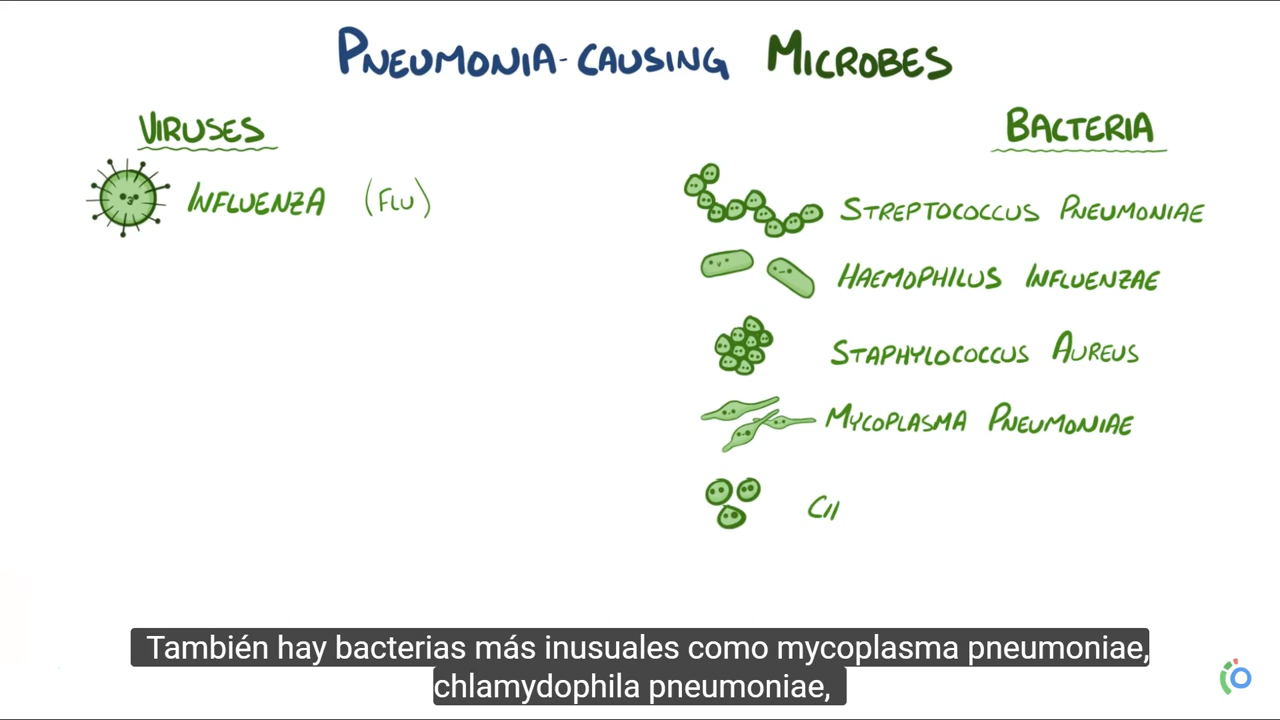 PNEUMONIA-CAUSING MICROBES
VIRUSES
INFLUENZA (FLU)
BACTERIA
STREPTOCOCCUS PNEUMONIAE
HAEMOPHILUS INFLUENZAE
STAPHYLOCOCCUS AUREUS
MYCOPLASMA PNEUMONIAE
También hay bacterias más inusuales como mycoplasma pneumoniae,
chlamydophila pneumoniae,